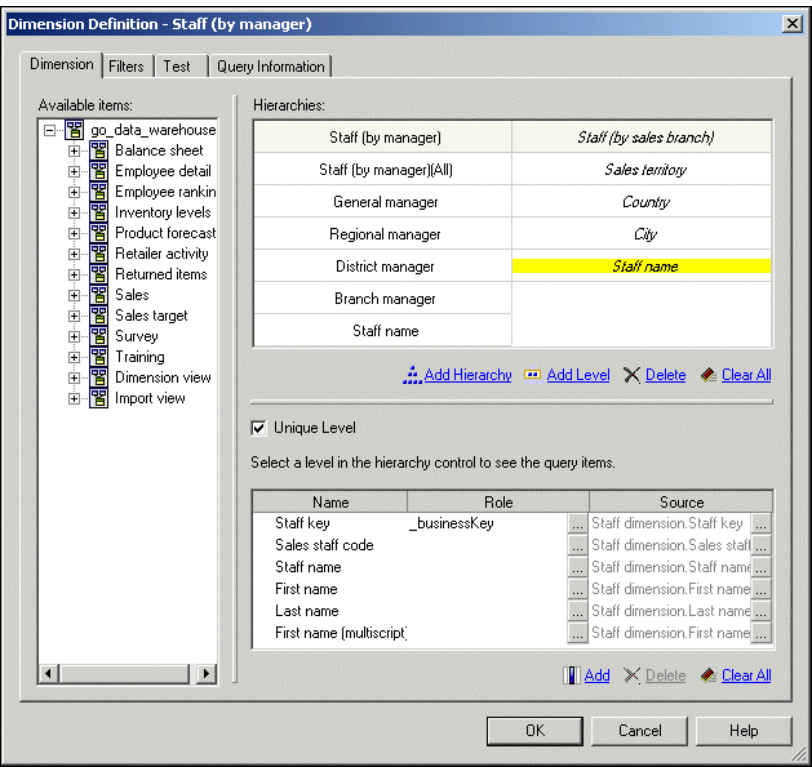 Dimension Definition - Staff (by manager)
Dimension Filters Test Query Information
Available items:
go_data_warehouse
Balance sheet
Employee detail
Employee rankin
Inventory levels
Product forecast
Retailer activity
Returned items
Sales
Sales target
Survey
Training
Dimension view
Import view
Hierarchies:
Staff (by manager) Staff (by sales branch)
Staff (by manager)(All) Sales territory
General manager Country
Regional manager City
District manager Staff name
Branch manager
Staff name
Add Hierarchy Add Level Delete Clear All
Unique Level
Select a level in the hierarchy control to see the query items.
Name Role Source
Staff key _businessKey ... Staff dimension.Staff key ...
Sales staff code ... Staff dimension.Sales staff ...
Staff name ... Staff dimension.Staff name ...
First name ... Staff dimension.First name ...
Last name ... Staff dimension.Last name ...
First name (multiscript) ... Staff dimension.First name ...
Add Delete Clear All
OK Cancel Help